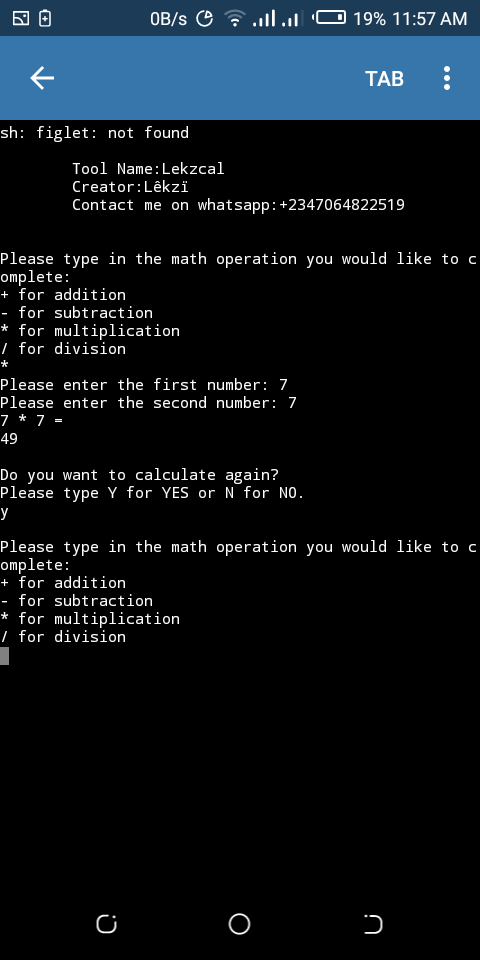 0B/s 19% 11:57 AM
TAB
sh: figlet: not found
Tool Name:Lekzcal
Creator:Lêkzï
Contact me on whatsapp:+2347064822519
Please type in the math operation you would like to c
omplete:
+ for addition
- for subtraction
* for multiplication
/ for division
*
Please enter the first number: 7
Please enter the second number: 7
7 * 7 =
49
Do you want to calculate again?
Please type Y for YES or N for NO.
y
Please type in the math operation you would like to c
omplete:
+ for addition
- for subtraction
* for multiplication
/ for division